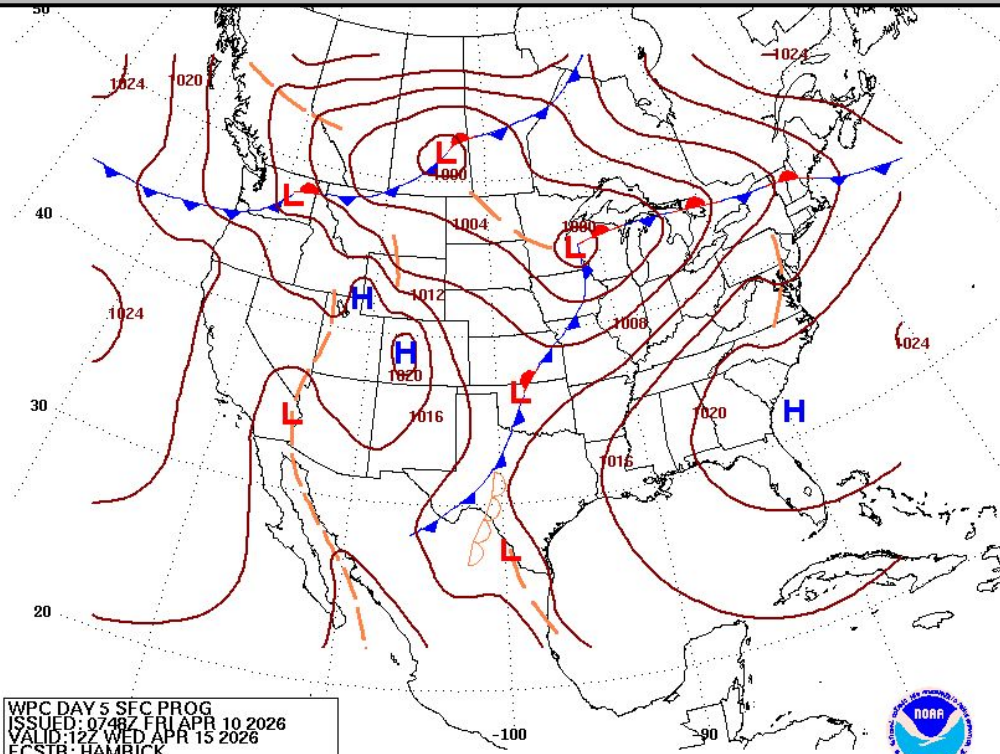 50
1024
1020
1024
1000
40
1004
1000
1012
1024
1008
1024
H
H
L
L
L
1020
30
1016
L
L
1020
H
1016
L
20
WPC DAY 5 SFC PROG
ISSUED: 0748Z FRI APR 10 2026
VALID:12Z WED APR 15 2026
FCSTR: HAMRICK
-100
-90
NOAA